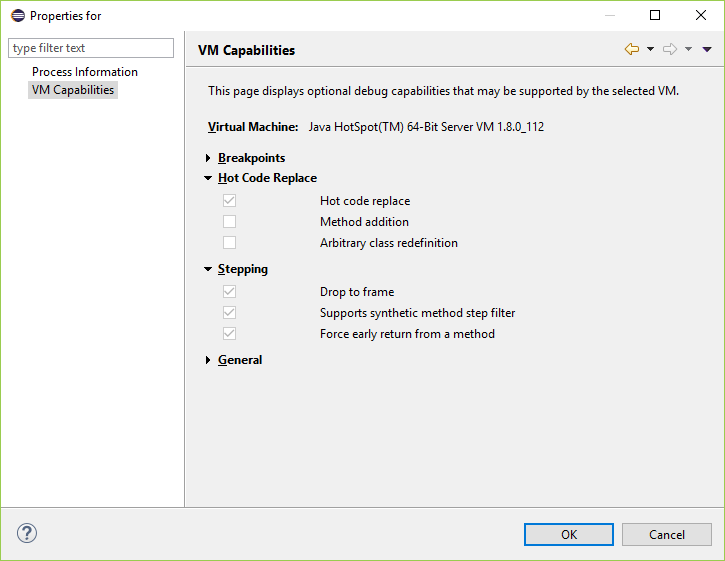 Properties for
type filter text
Process Information
VM Capabilities
VM Capabilities
This page displays optional debug capabilities that may be supported by the selected VM.
Virtual Machine: Java HotSpot(TM) 64-Bit Server VM 1.8.0_112
Breakpoints
Hot Code Replace
Hot code replace
Method addition
Arbitrary class redefinition
Stepping
Drop to frame
Supports synthetic method step filter
Force early return from a method
General
?
OK
Cancel